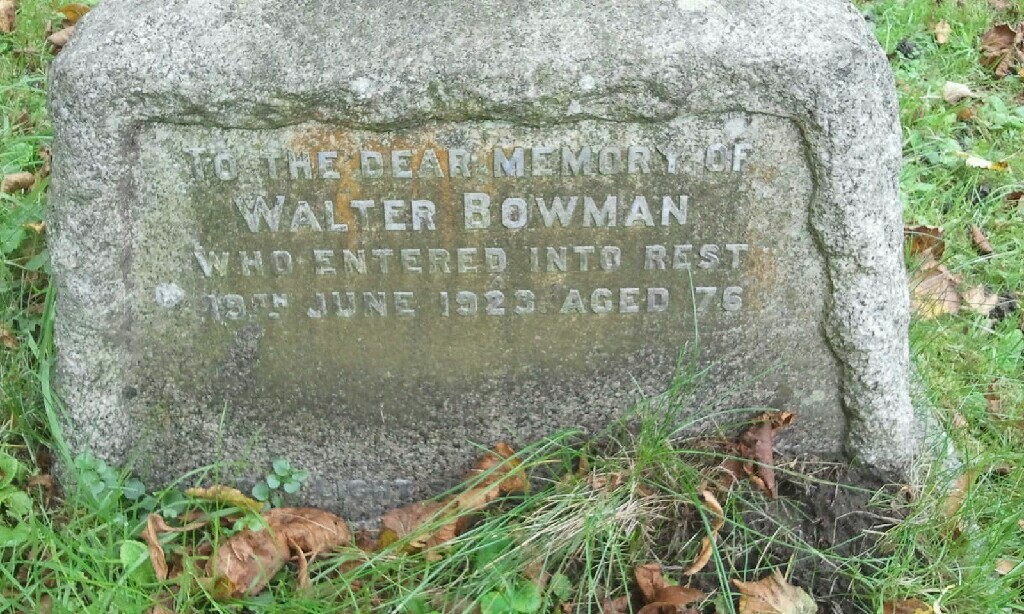 TO THE DEAR MEMORY OF
WALTER BOWMAN
WHO ENTERED INTO REST
19TH JUNE 1923 AGED 76